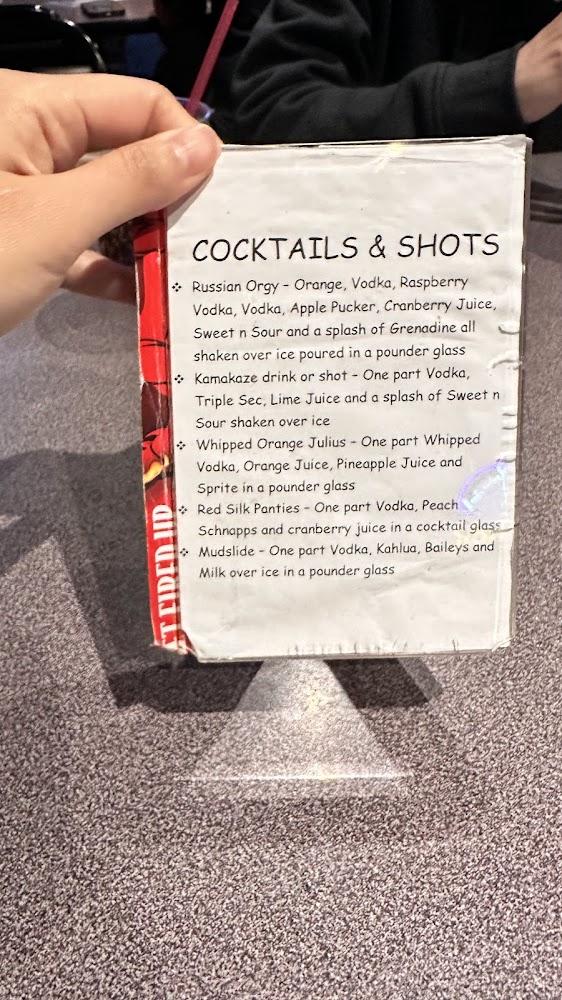 COCKTAILS & SHOTS
❖ Russian Orgy – Orange, Vodka, Raspberry
Vodka, Vodka, Apple Pucker, Cranberry Juice,
Sweet n Sour and a splash of Grenadine all
shaken over ice poured in a pounder glass
❖ Kamakaze drink or shot – One part Vodka,
Triple Sec, Lime Juice and a splash of Sweet n
Sour shaken over ice
❖ Whipped Orange Julius – One part Whipped
Vodka, Orange Juice, Pineapple Juice and
Sprite in a pounder glass
❖ Red Silk Panties – One part Vodka, Peach
Schnapps and cranberry juice in a cocktail glass
❖ Mudslide – One part Vodka, Kahlua, Baileys and
Milk over ice in a pounder glass
FIRED UP